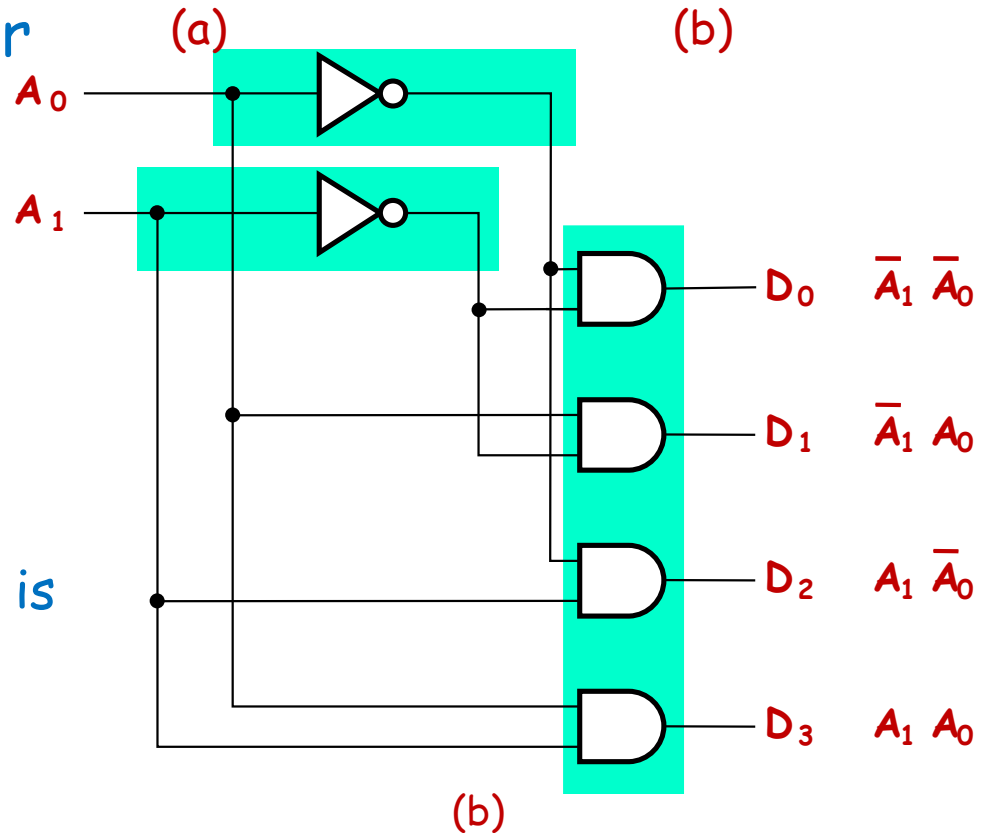 r (a) (b)
A0
A1
D0 A̅1 A̅0
D1 A̅1 A0
is D2 A1 A̅0
D3 A1 A0
(b)